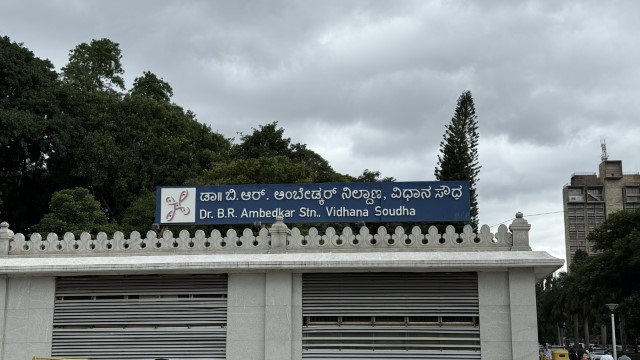 ಡಾ॥ ಬಿ.ಆರ್. ಅಂಬೇಡ್ಕರ್ ನಿಲ್ದಾಣ, ವಿಧಾನ ಸೌಧ
Dr. B.R. Ambedkar Stn., Vidhana Soudha